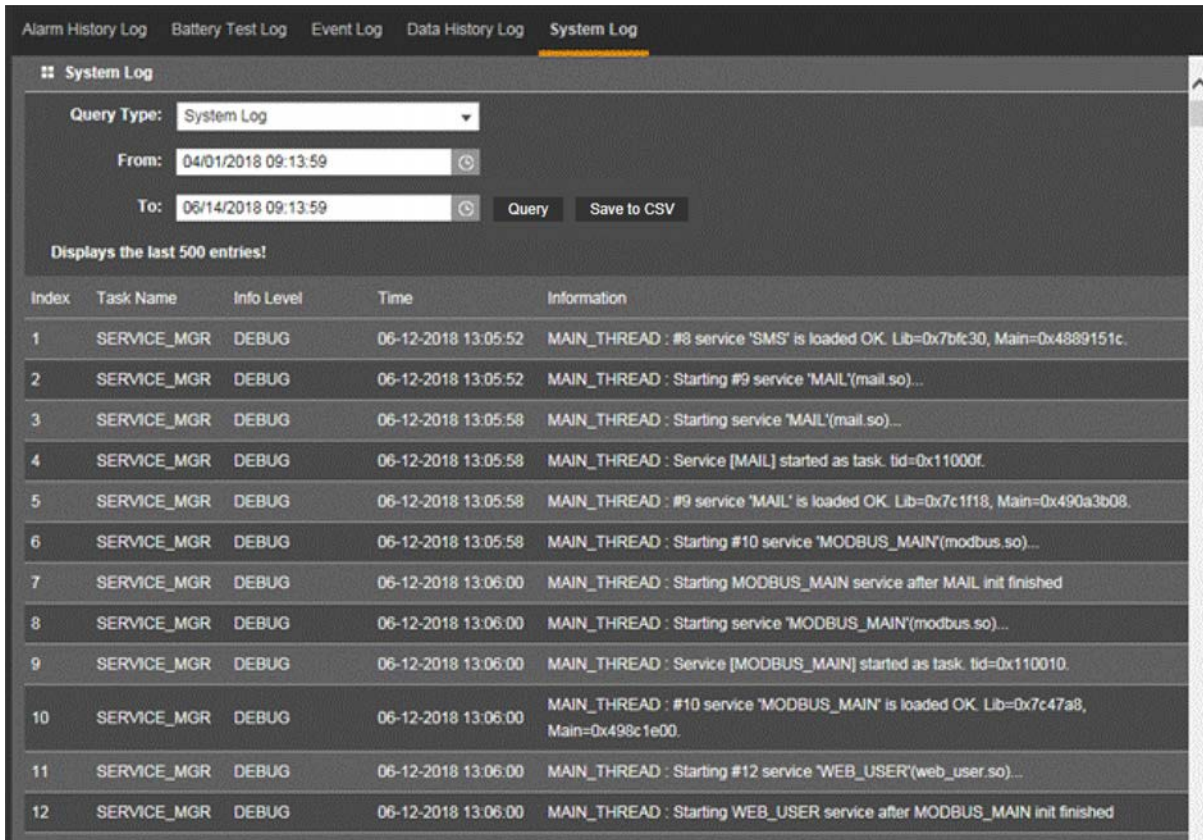 Alarm History Log Battery Test Log Event Log Data History Log System Log
System Log
Query Type: System Log
From: 04/01/2018 09:13:59
To: 06/14/2018 09:13:59 Query Save to CSV
Displays the last 500 entries!
Index Task Name Info Level Time Information
1 SERVICE_MGR DEBUG 06-12-2018 13:05:52 MAIN_THREAD : #8 service 'SMS' is loaded OK. Lib=0x7bfc30, Main=0x4889151c.
2 SERVICE_MGR DEBUG 06-12-2018 13:05:52 MAIN_THREAD : Starting #9 service 'MAIL'(mail.so)...
3 SERVICE_MGR DEBUG 06-12-2018 13:05:58 MAIN_THREAD : Starting service 'MAIL'(mail.so)...
4 SERVICE_MGR DEBUG 06-12-2018 13:05:58 MAIN_THREAD : Service [MAIL] started as task. tid=0x11000f.
5 SERVICE_MGR DEBUG 06-12-2018 13:05:58 MAIN_THREAD : #9 service 'MAIL' is loaded OK. Lib=0x7c1f18, Main=0x490a3b08.
6 SERVICE_MGR DEBUG 06-12-2018 13:05:58 MAIN_THREAD : Starting #10 service 'MODBUS_MAIN'(modbus.so)...
7 SERVICE_MGR DEBUG 06-12-2018 13:06:00 MAIN_THREAD : Starting MODBUS_MAIN service after MAIL init finished
8 SERVICE_MGR DEBUG 06-12-2018 13:06:00 MAIN_THREAD : Starting service 'MODBUS_MAIN'(modbus.so)...
9 SERVICE_MGR DEBUG 06-12-2018 13:06:00 MAIN_THREAD : Service [MODBUS_MAIN] started as task. tid=0x110010.
10 SERVICE_MGR DEBUG 06-12-2018 13:06:00 MAIN_THREAD : #10 service 'MODBUS_MAIN' is loaded OK. Lib=0x7c47a8,
Main=0x498c1e00.
11 SERVICE_MGR DEBUG 06-12-2018 13:06:00 MAIN_THREAD : Starting #12 service 'WEB_USER'(web_user.so)...
12 SERVICE_MGR DEBUG 06-12-2018 13:06:00 MAIN_THREAD : Starting WEB_USER service after MODBUS_MAIN init finished